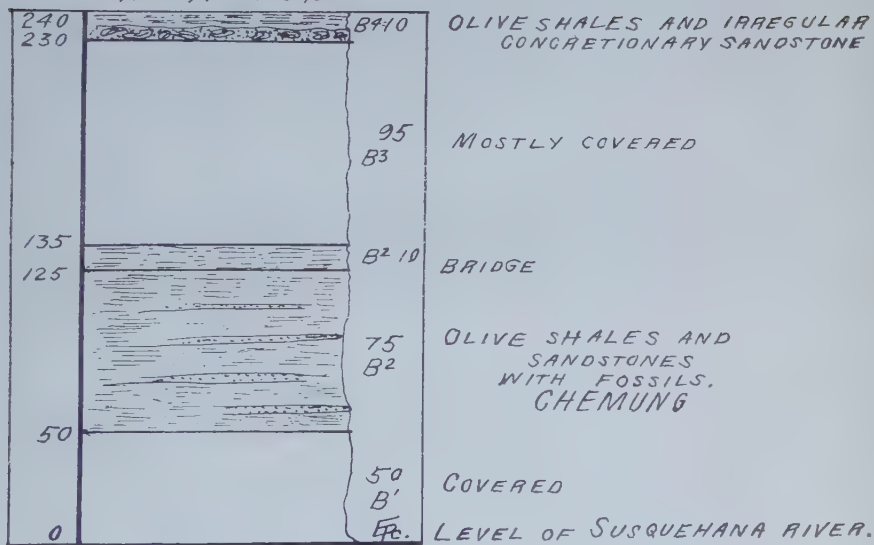 240 B4 10 OLIVE SHALES AND IRREGULAR
230 CONCRETIONARY SANDSTONE
95
B3 MOSTLY COVERED
135
B2 10 BRIDGE
125
75 OLIVE SHALES AND
B2 SANDSTONES
WITH FOSSILS.
CHEMUNG
50
50
B' COVERED
0 LEVEL OF SUSQUEHANA RIVER.